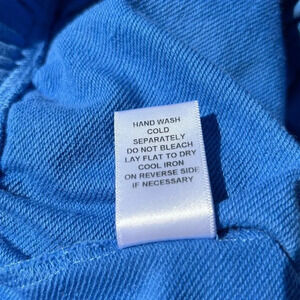 HAND WASH
COLD
SEPARATELY
DO NOT BLEACH
LAY FLAT TO DRY
COOL IRON
ON REVERSE SIDE
IF NECESSARY